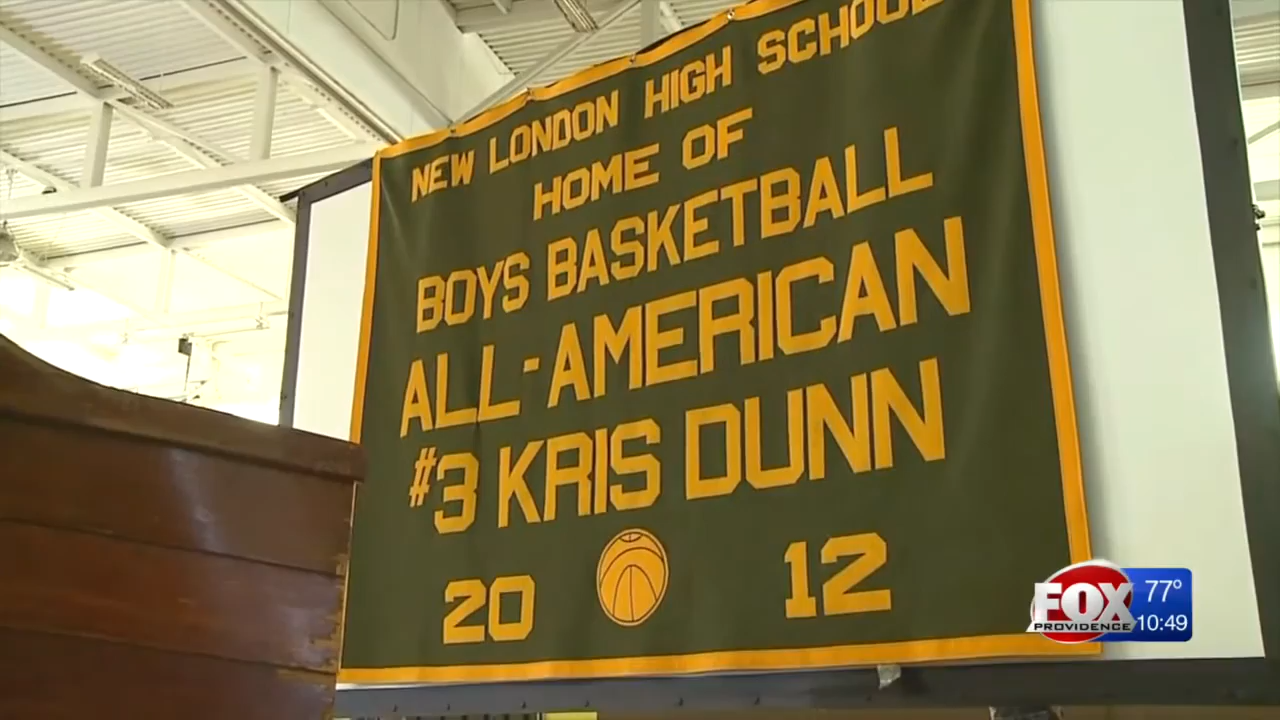 NEW LONDON HIGH SCHOOL
HOME OF
BOYS BASKETBALL
ALL-AMERICAN
#3 KRIS DUNN
20 12
FOX 77°
PROVIDENCE 10:49